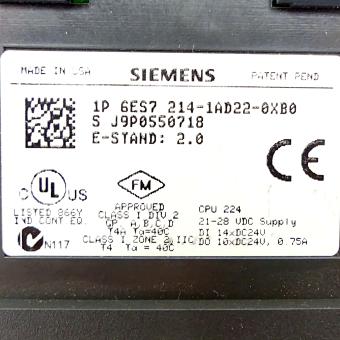 MADE IN USA SIEMENS PATENT PEND
1P 6ES7 214-1AD22-0XB0
S J9P0550718
E-STAND: 2.0
C UL US
LISTED 866Y
IND CONT EQ
N117
FM
APPROVED
CLASS I DIV 2
GP. A,B,C,D
T4A Ta=40C
CLASS I ZONE 2 IIC
T4 Ta = 40C
CE
CPU 224
21-28 VDC Supply
DI 14xDC24V
DO 10xDC24V, 0.75A